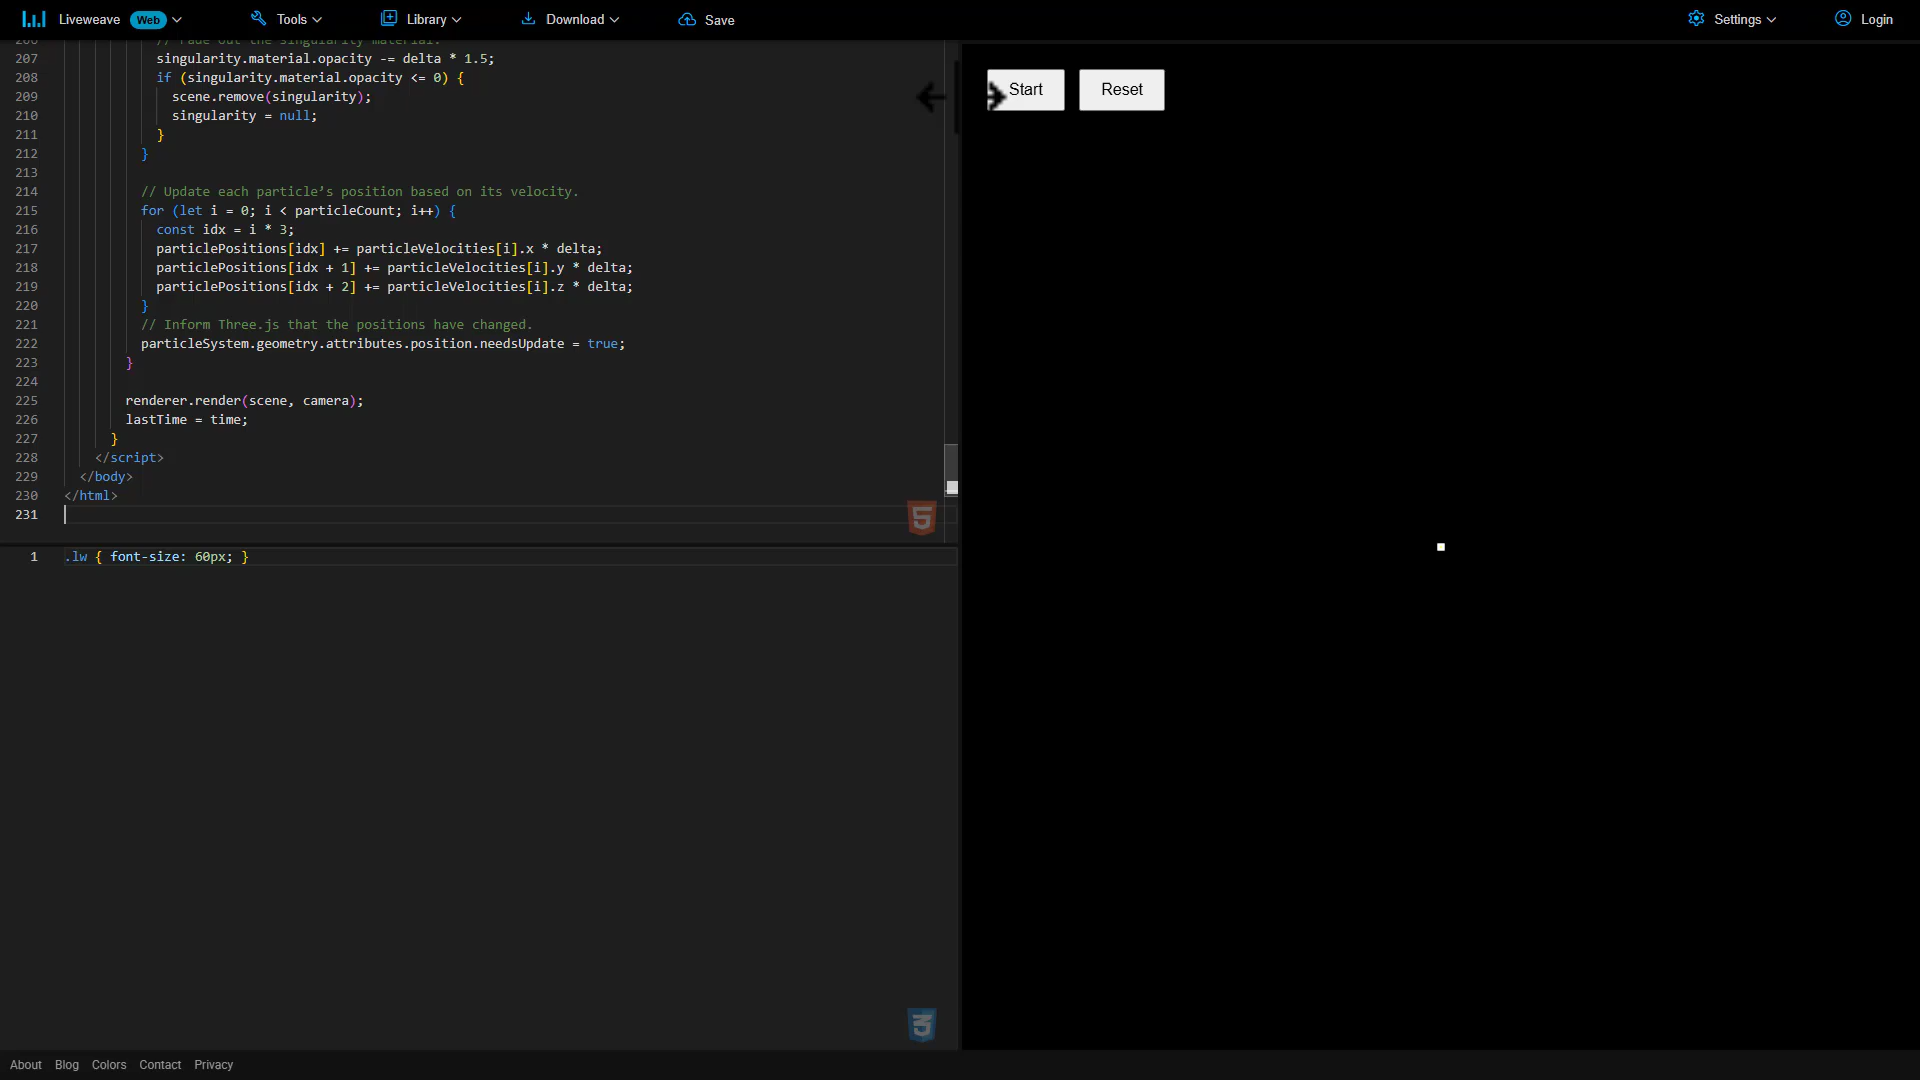 Liveweave Web Tools Library Download Save Settings Login
206 // Fade out the singularity material.
207 singularity.material.opacity -= delta * 1.5;
208 if (singularity.material.opacity <= 0) {
209 scene.remove(singularity);
210 singularity = null;
211 }
212 }
213
214 // Update each particle’s position based on its velocity.
215 for (let i = 0; i < particleCount; i++) {
216 const idx = i * 3;
217 particlePositions[idx] += particleVelocities[i].x * delta;
218 particlePositions[idx + 1] += particleVelocities[i].y * delta;
219 particlePositions[idx + 2] += particleVelocities[i].z * delta;
220 }
221 // Inform Three.js that the positions have changed.
222 particleSystem.geometry.attributes.position.needsUpdate = true;
223 }
224
225 renderer.render(scene, camera);
226 lastTime = time;
227 }
228 </script>
229 </body>
230 </html>
231
5
1 .lw { font-size: 60px; }
3
Start Reset
About Blog Colors Contact Privacy